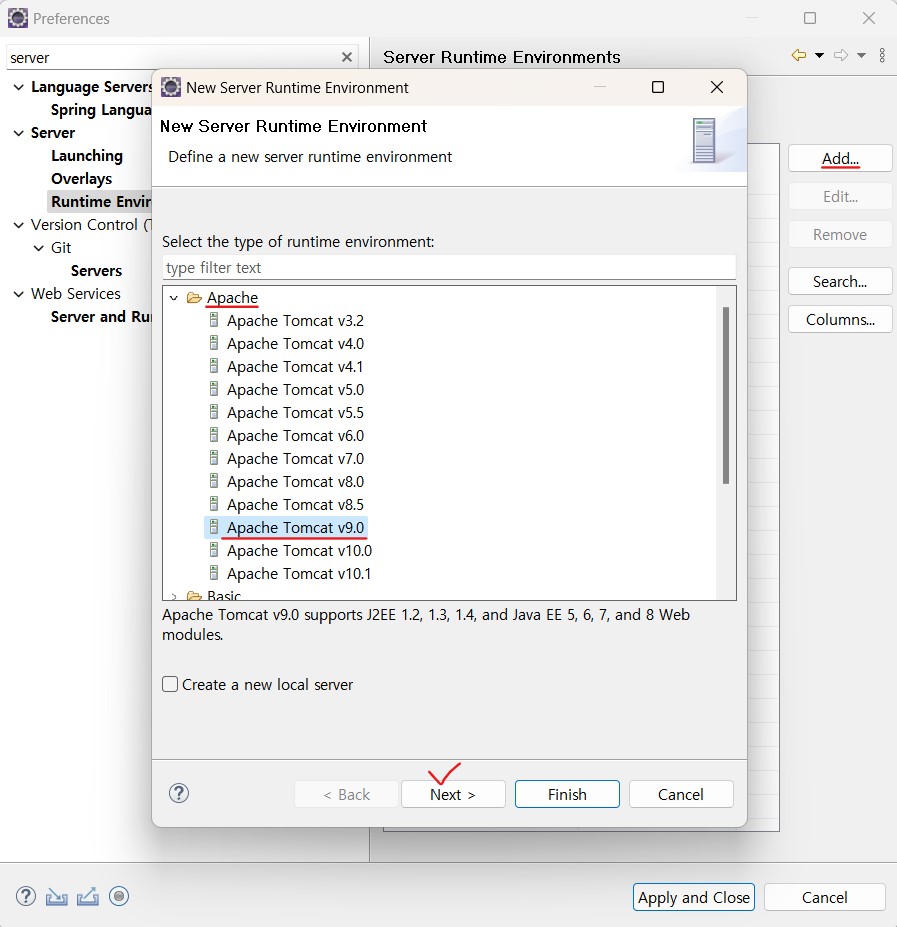 Preferences
server
Server Runtime Environments
Language Servers
Spring Langua
Server
Launching
Overlays
Runtime Envir
Version Control (T
Git
Servers
Web Services
Server and Ru
New Server Runtime Environment
New Server Runtime Environment
Define a new server runtime environment
Select the type of runtime environment:
type filter text
Apache
Apache Tomcat v3.2
Apache Tomcat v4.0
Apache Tomcat v4.1
Apache Tomcat v5.0
Apache Tomcat v5.5
Apache Tomcat v6.0
Apache Tomcat v7.0
Apache Tomcat v8.0
Apache Tomcat v8.5
Apache Tomcat v9.0
Apache Tomcat v10.0
Apache Tomcat v10.1
Basic
Apache Tomcat v9.0 supports J2EE 1.2, 1.3, 1.4, and Java EE 5, 6, 7, and 8 Web
modules.
Create a new local server
< Back
Next >
Finish
Cancel
Add...
Edit...
Remove
Search...
Columns...
Apply and Close
Cancel